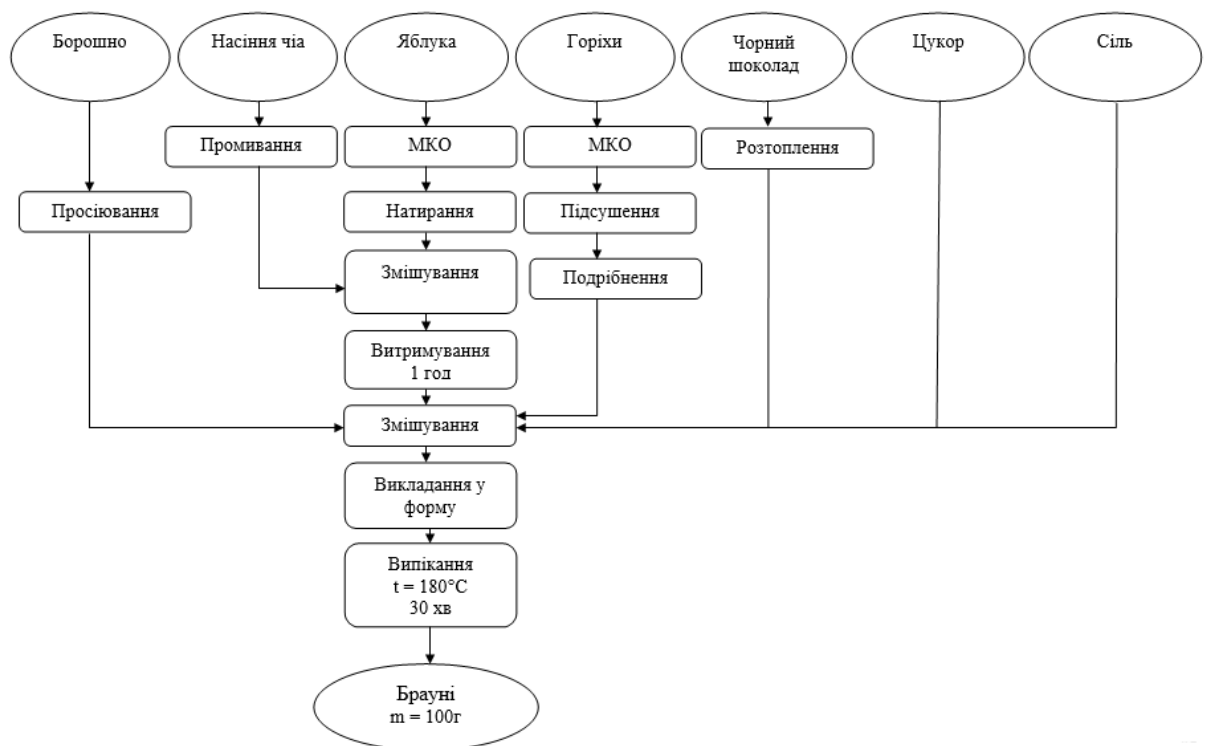 Борошно
Насіння чіа
Яблука
Горіхи
Чорний
шоколад
Цукор
Сіль
Промивання
МКО
МКО
Розтоплення
Просіювання
Натирання
Підсушення
Змішування
Подрібнення
Витримування
1 год
Змішування
Викладання у
форму
Випікання
t = 180°C
30 хв
Брауні
m = 100г